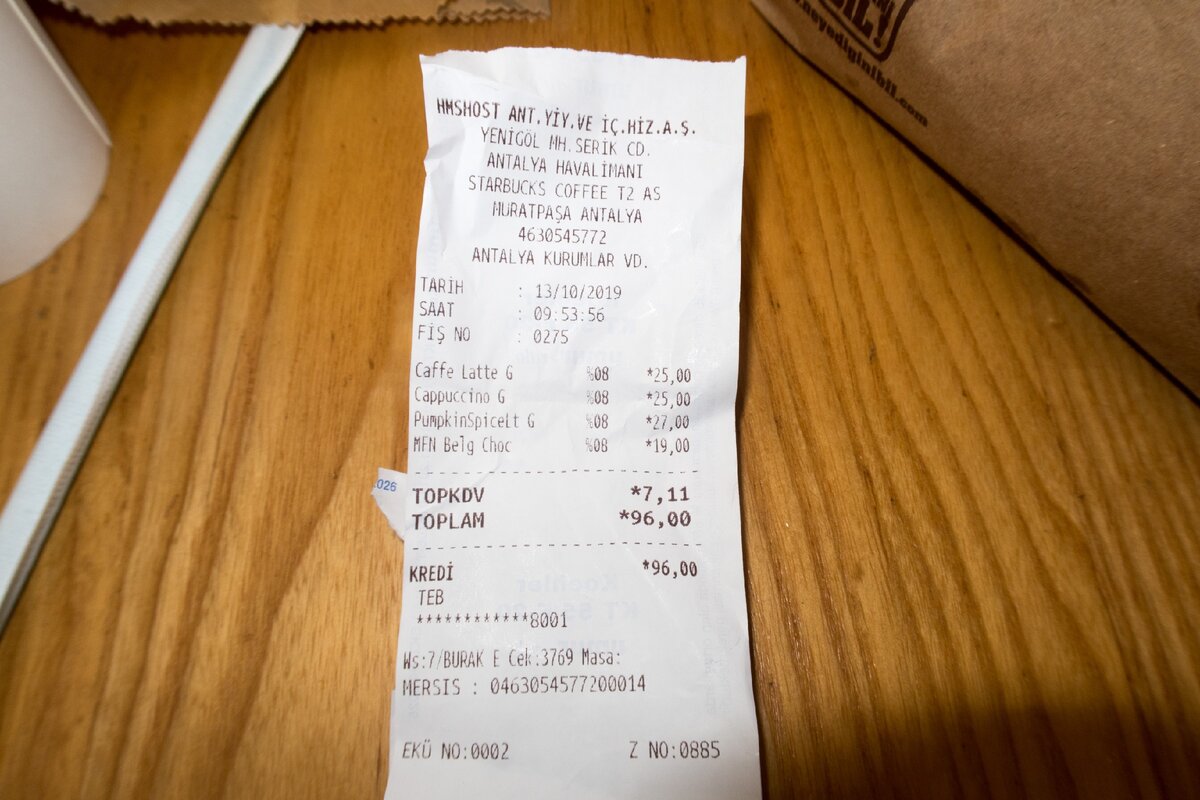 HMSHOST ANT.YİY.VE İÇ.HİZ.A.Ş.
YENİGÖL MH.SERİK CD.
ANTALYA HAVALİMANI
STARBUCKS COFFEE T2 AS
MURATPAŞA ANTALYA
4630545772
ANTALYA KURUMLAR VD.
TARİH : 13/10/2019
SAAT : 09:53:56
FİŞ NO : 0275
Caffe Latte G %08 *25,00
Cappuccino G %08 *25,00
PumpkinSpiceLt G %08 *27,00
MFN Belg Choc %08 *19,00
TOPKDV *7,11
TOPLAM *96,00
KREDİ *96,00
TEB
************8001
Ws:7/BURAK E Cek:3769 Masa:
MERSIS : 0463054577200014
EKÜ NO:0002 Z NO:0885
.026
neyediginibil.com